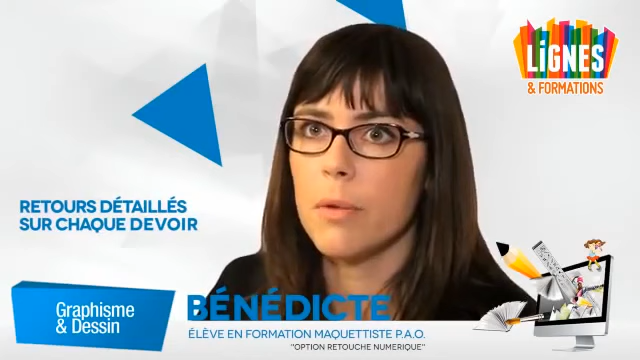 LiGNES
& FORMATIONS
RETOURS DÉTAILLÉS
SUR CHAQUE DEVOIR
Graphisme
& Dessin
BÉNÉDICTE
ÉLÈVE EN FORMATION MAQUETTISTE P.A.O.
"OPTION RETOUCHE NUMERIQUE"